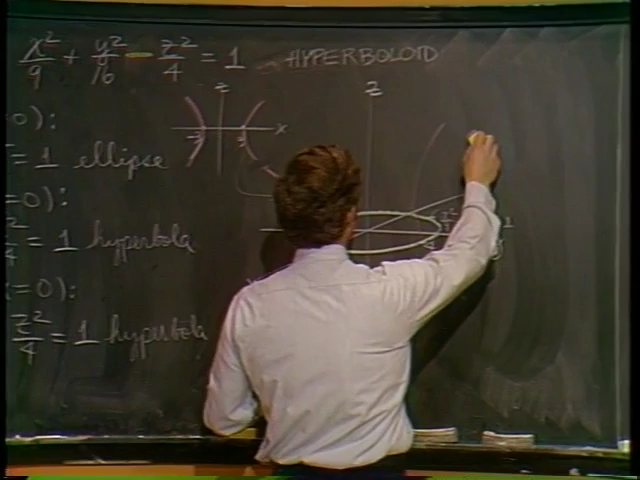 x²/9 + y²/16 - z²/4 = 1 HYPERBOLOID
0):
= 1 ellipse
=0):
z²/4 = 1 hyperbola
(=0):
z²/4 = 1 hyperbola
z
x
z